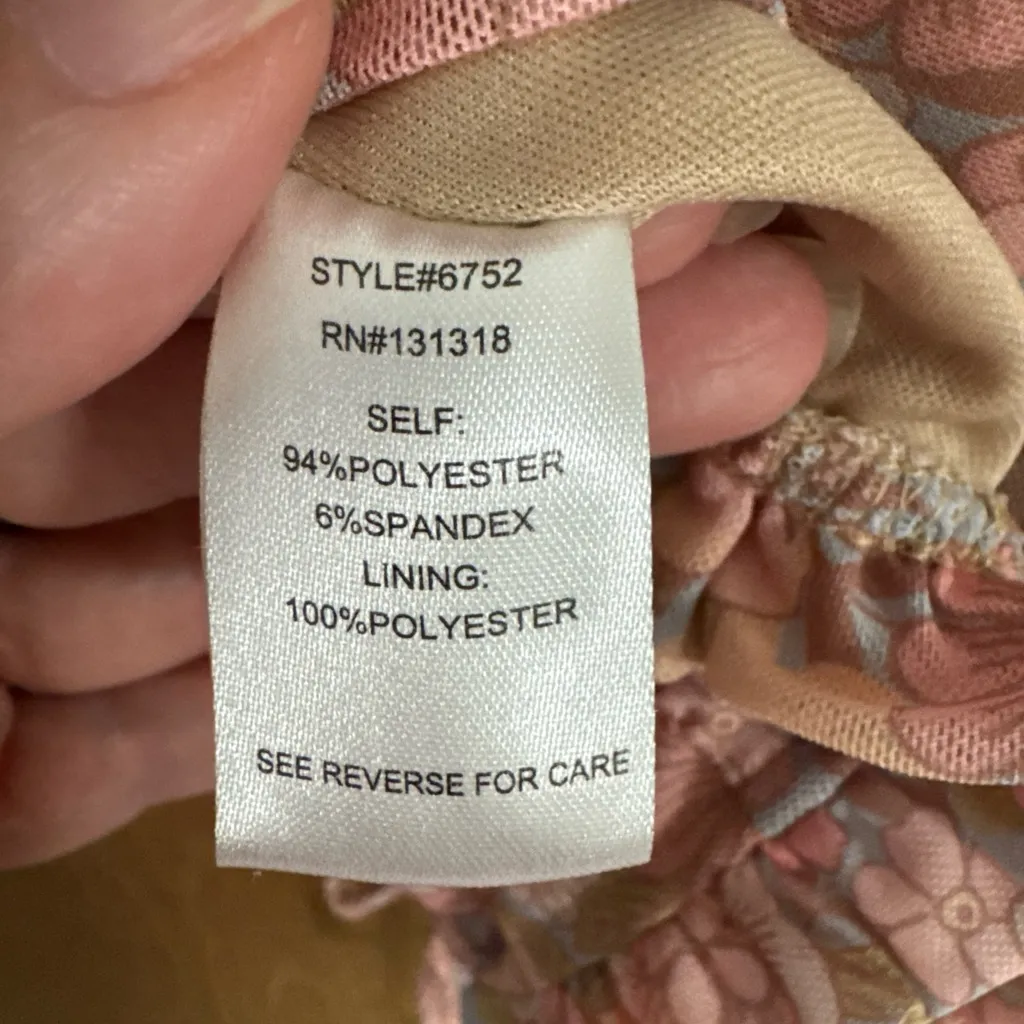 STYLE#6752
RN#131318
SELF:
94%POLYESTER
6%SPANDEX
LINING:
100%POLYESTER
SEE REVERSE FOR CARE